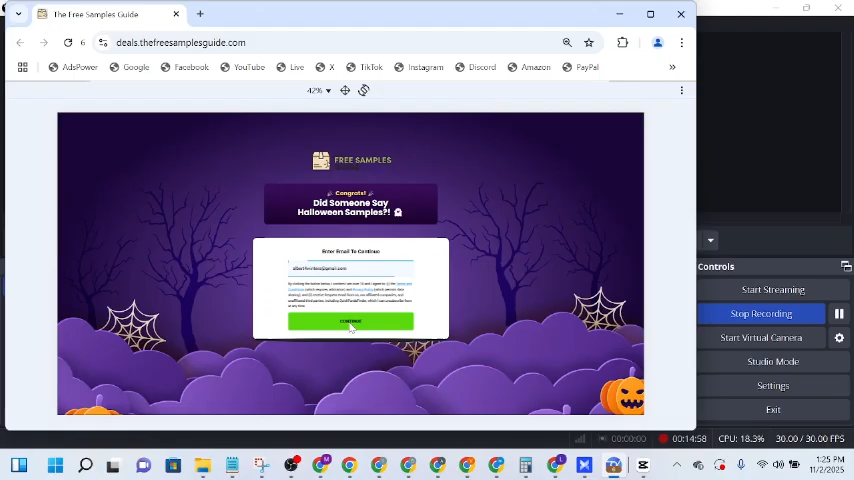 The Free Samples Guide
6
deals.thefreesamplesguide.com
AdsPower
Google
Facebook
YouTube
Live
X
TikTok
Instagram
Discord
Amazon
PayPal
42%
FREE SAMPLES
Congrats!
Did Someone Say
Halloween Samples?!
Enter Email To Continue
CONTINUE
Controls
Start Streaming
Stop Recording
Start Virtual Camera
Studio Mode
Settings
Exit
00:00:00
00:14:58
CPU: 18.3%
30.00 / 30.00 FPS
1:25 PM
11/2/2025